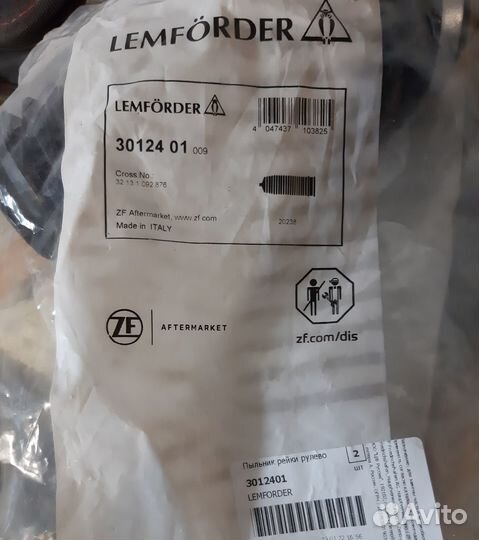 LEMFÖRDER
LEMFÖRDER
30124 01 009
4 047437 103825
Cross No.:
32 13 1 092 876
ZF Aftermarket, www.zf.com
Made in ITALY
20238
ZF AFTERMARKET
zf.com/dis
Пыльник рейки рулево
2
шт
3012401
LEMFORDER
Avito